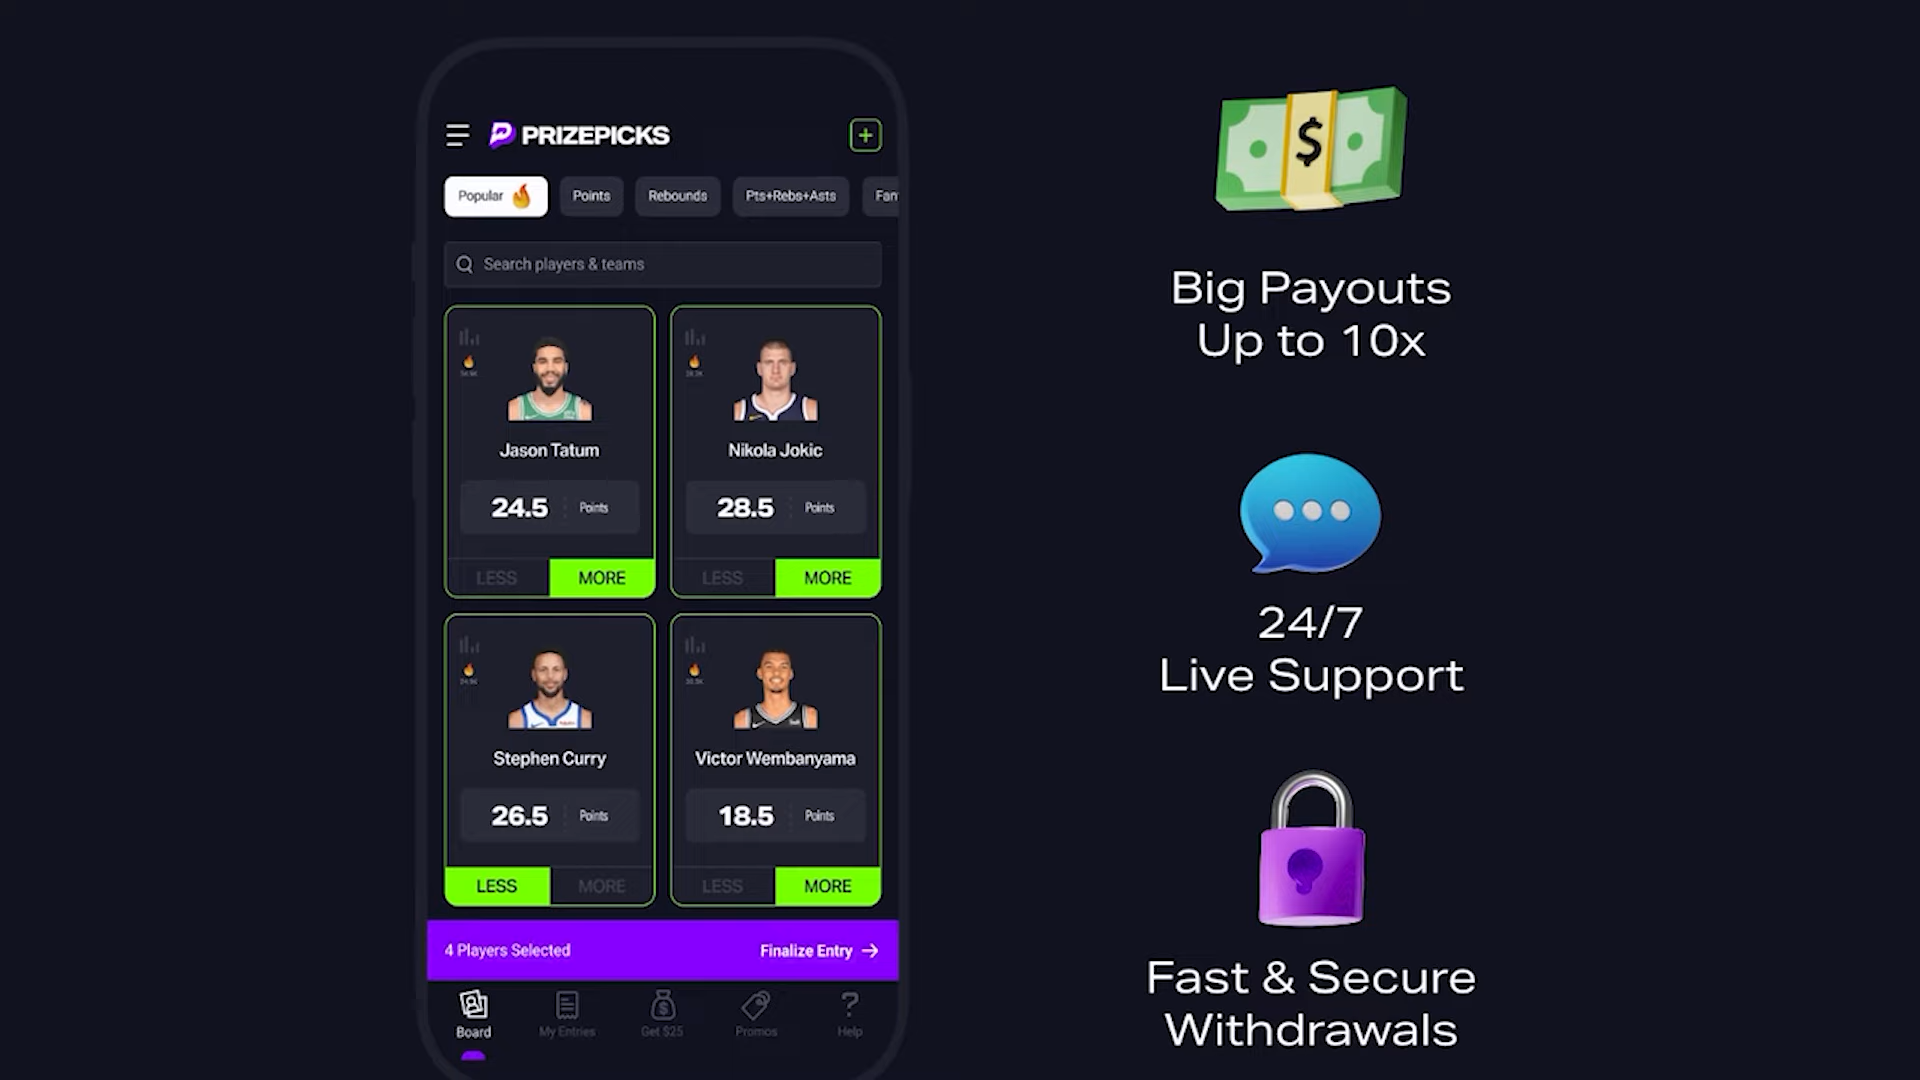 PRIZEPICKS
Popular
Points
Rebounds
Pts+Rebs+Asts
Fan
Search players & teams
Jason Tatum
24.5 Points
LESS MORE
Nikola Jokic
28.5 Points
LESS MORE
Stephen Curry
26.5 Points
LESS MORE
Victor Wembanyama
18.5 Points
LESS MORE
4 Players Selected
Finalize Entry
Board
My Entries
Get $25
Promos
Help
Big Payouts
Up to 10x
24/7
Live Support
Fast & Secure
Withdrawals